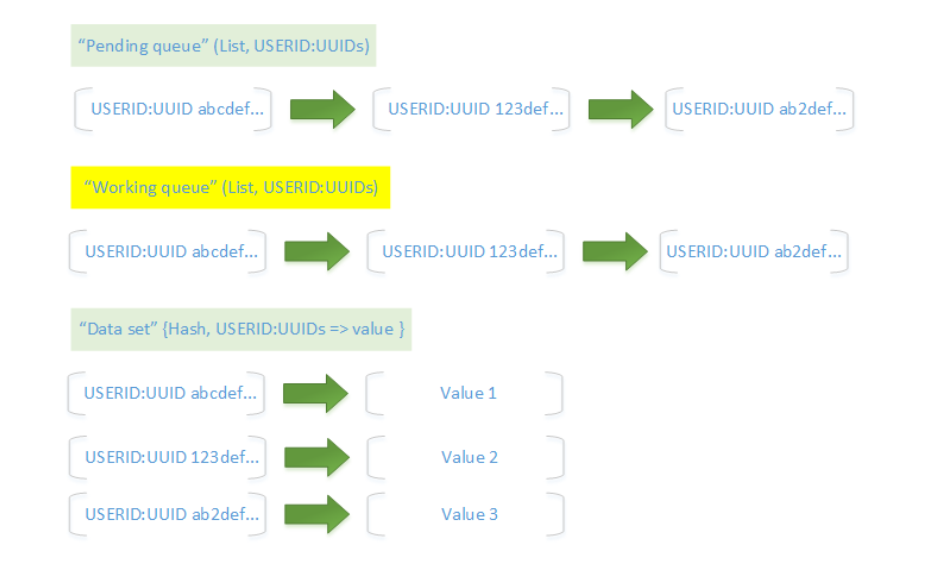 “Pending queue” (List, USERID:UUIDs)
USERID:UUID abcdef... USERID:UUID 123def... USERID:UUID ab2def...
“Working queue” (List, USERID:UUIDs)
USERID:UUID abcdef... USERID:UUID 123def... USERID:UUID ab2def...
“Data set” {Hash, USERID:UUIDs => value }
USERID:UUID abcdef... Value 1
USERID:UUID 123def... Value 2
USERID:UUID ab2def... Value 3